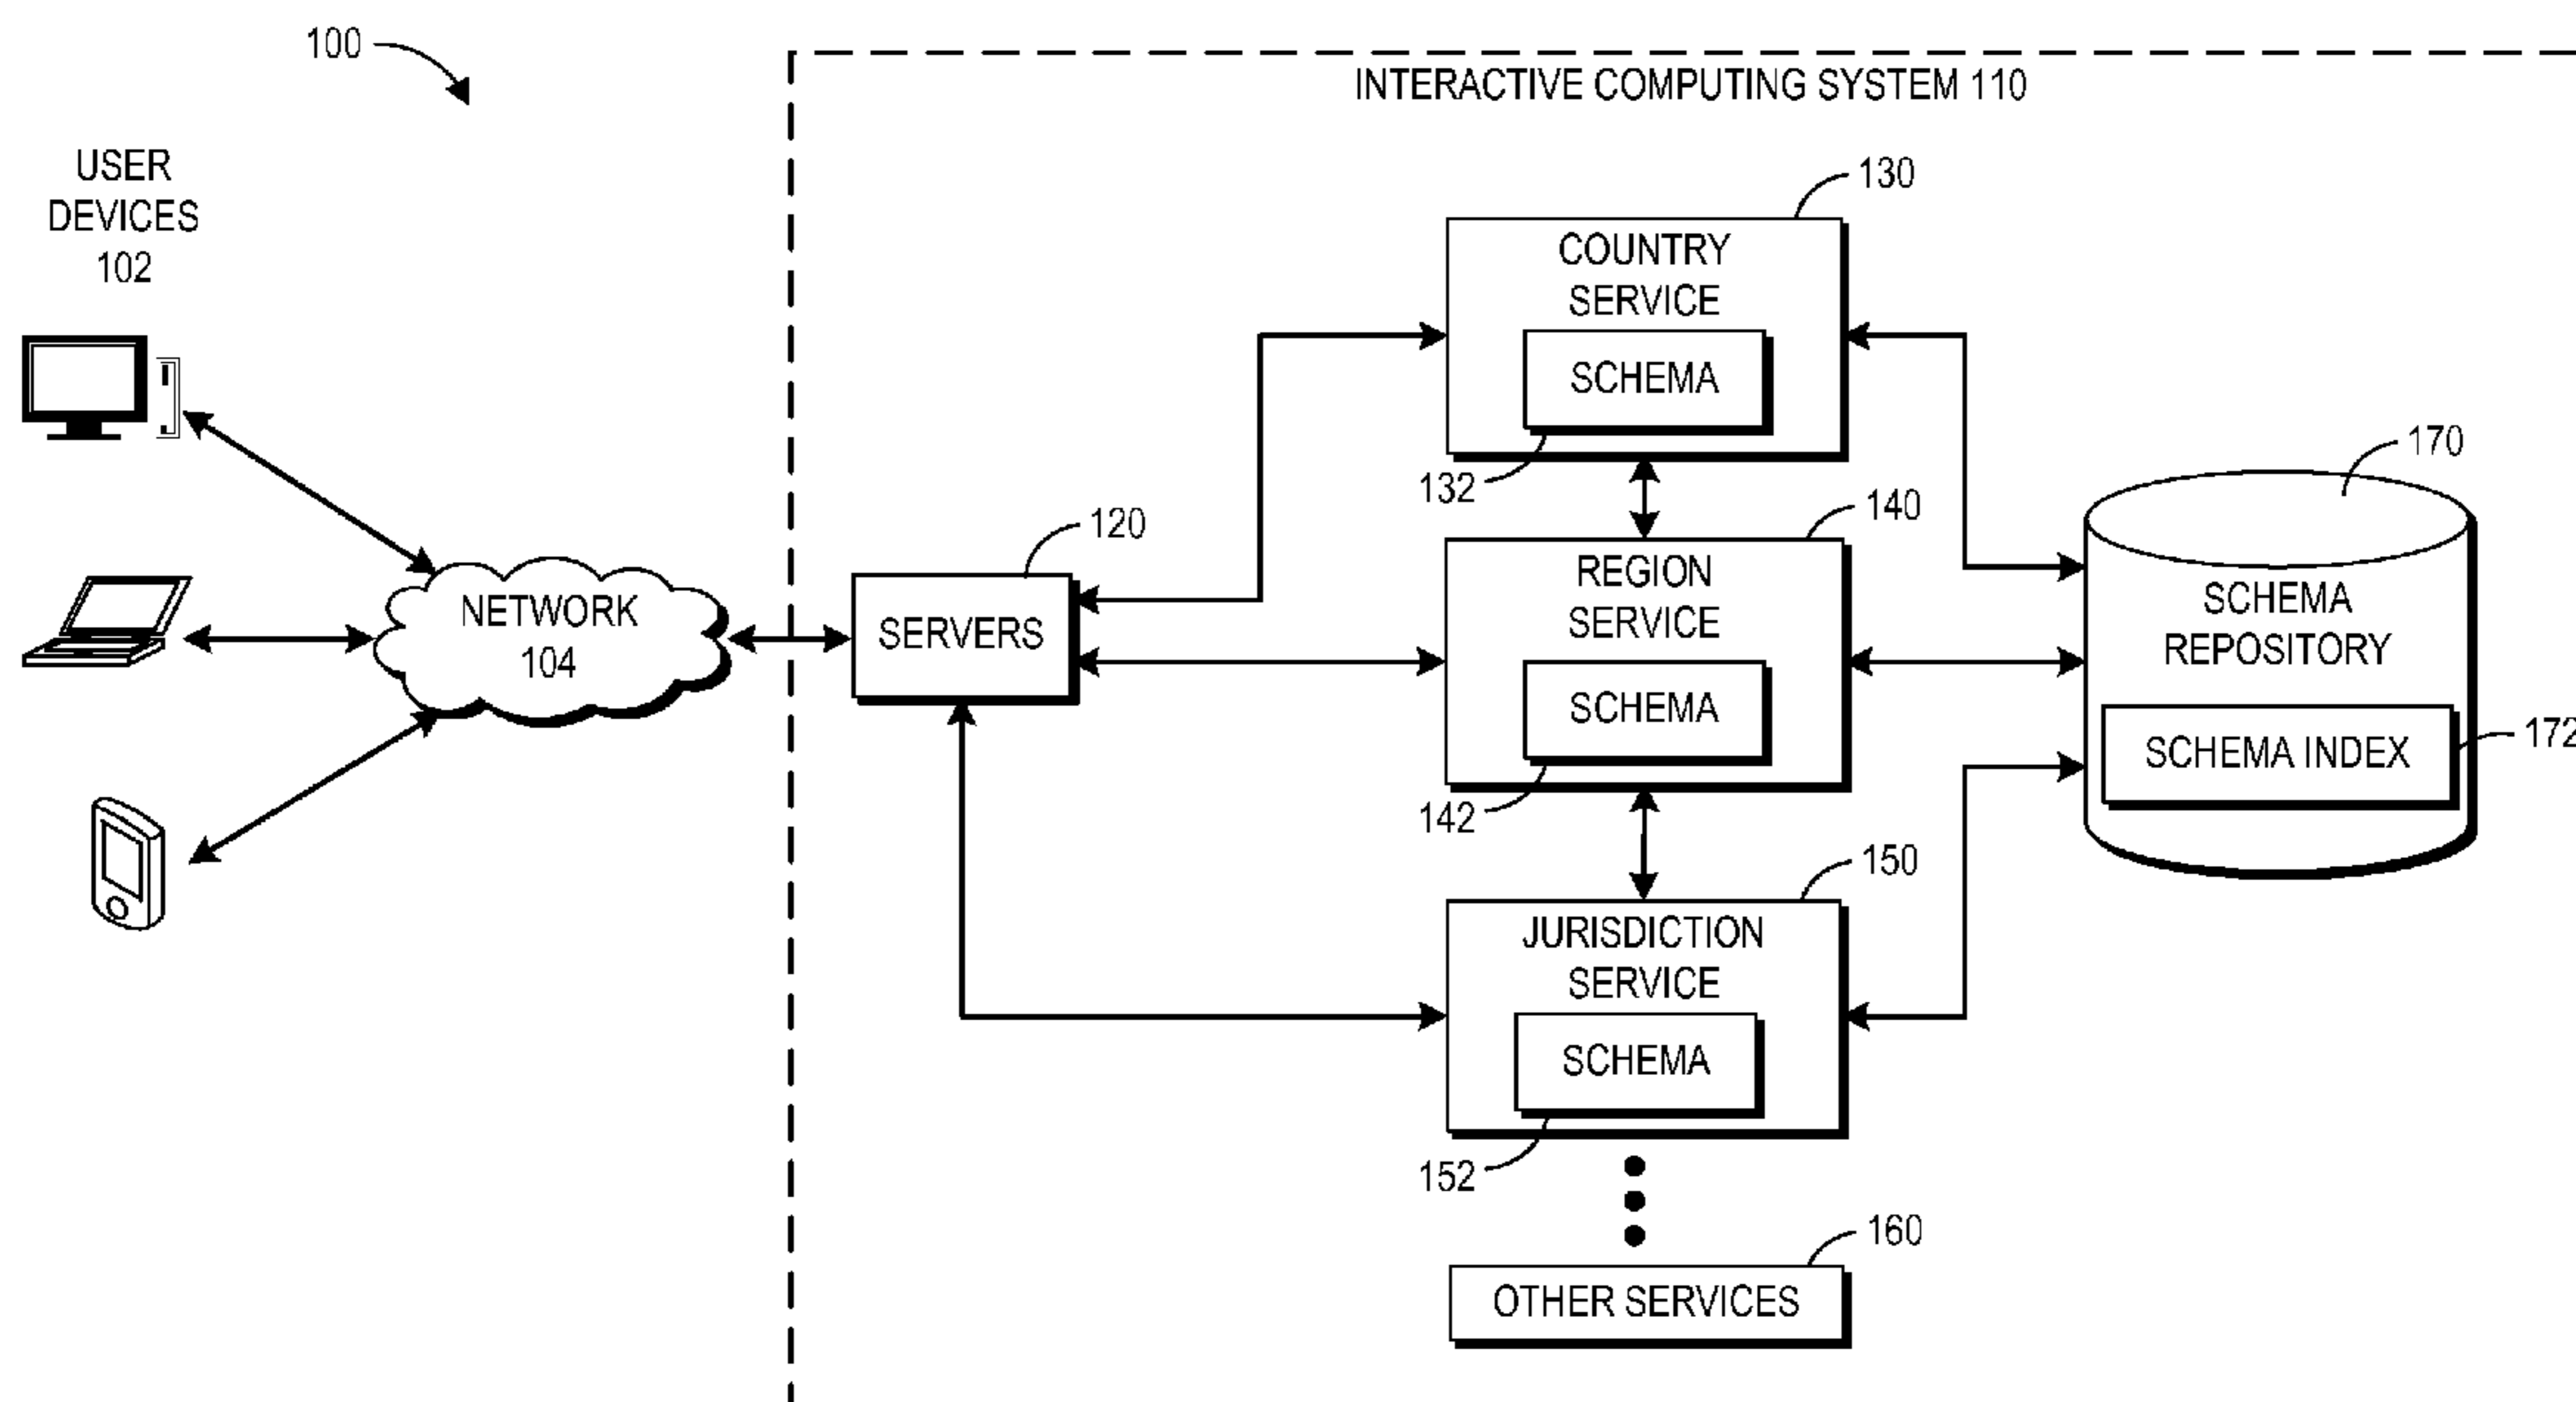 100
INTERACTIVE COMPUTING SYSTEM 110
USER
DEVICES
102
130
COUNTRY
SERVICE
SCHEMA
132
170
120
140
SERVERS
NETWORK
104
REGION
SERVICE
SCHEMA
142
SCHEMA
REPOSITORY
SCHEMA INDEX
172
150
JURISDICTION
SERVICE
SCHEMA
152
160
OTHER SERVICES